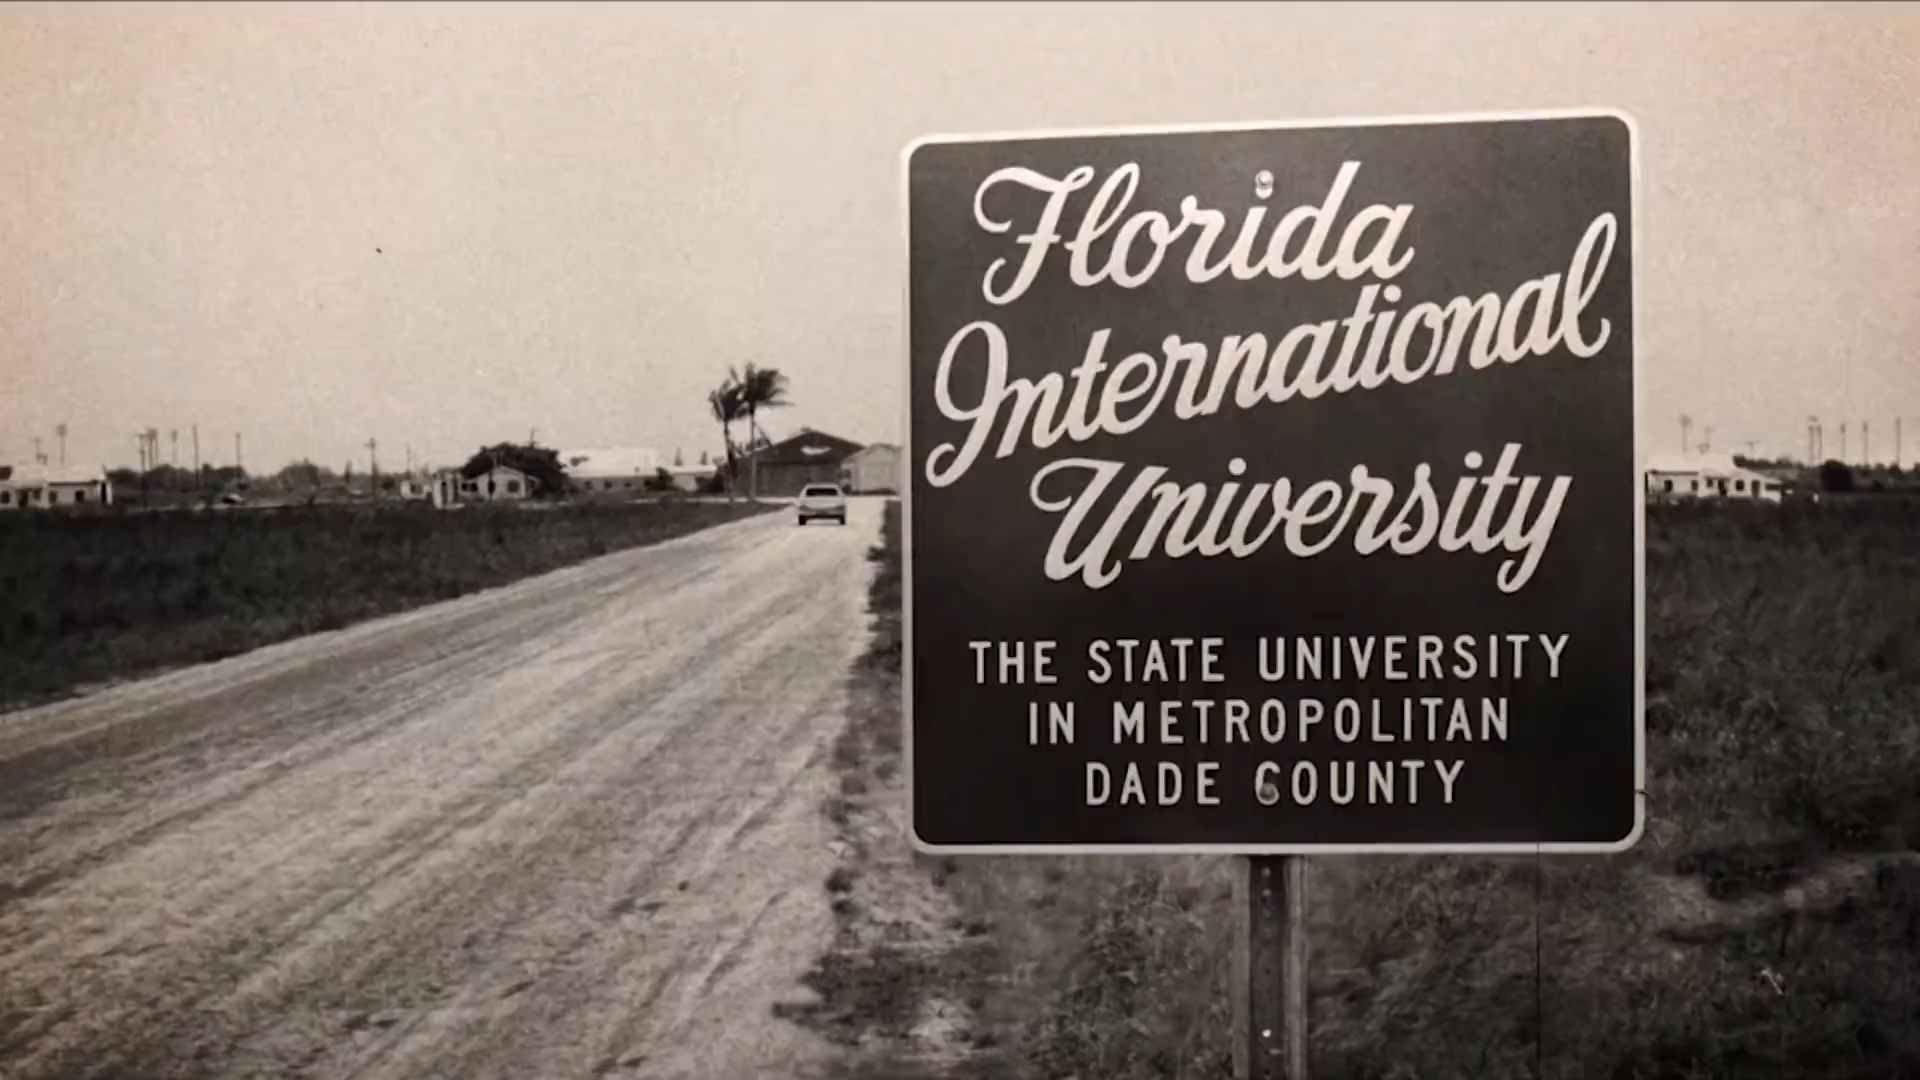 Florida
International
University
THE STATE UNIVERSITY
IN METROPOLITAN
DADE COUNTY